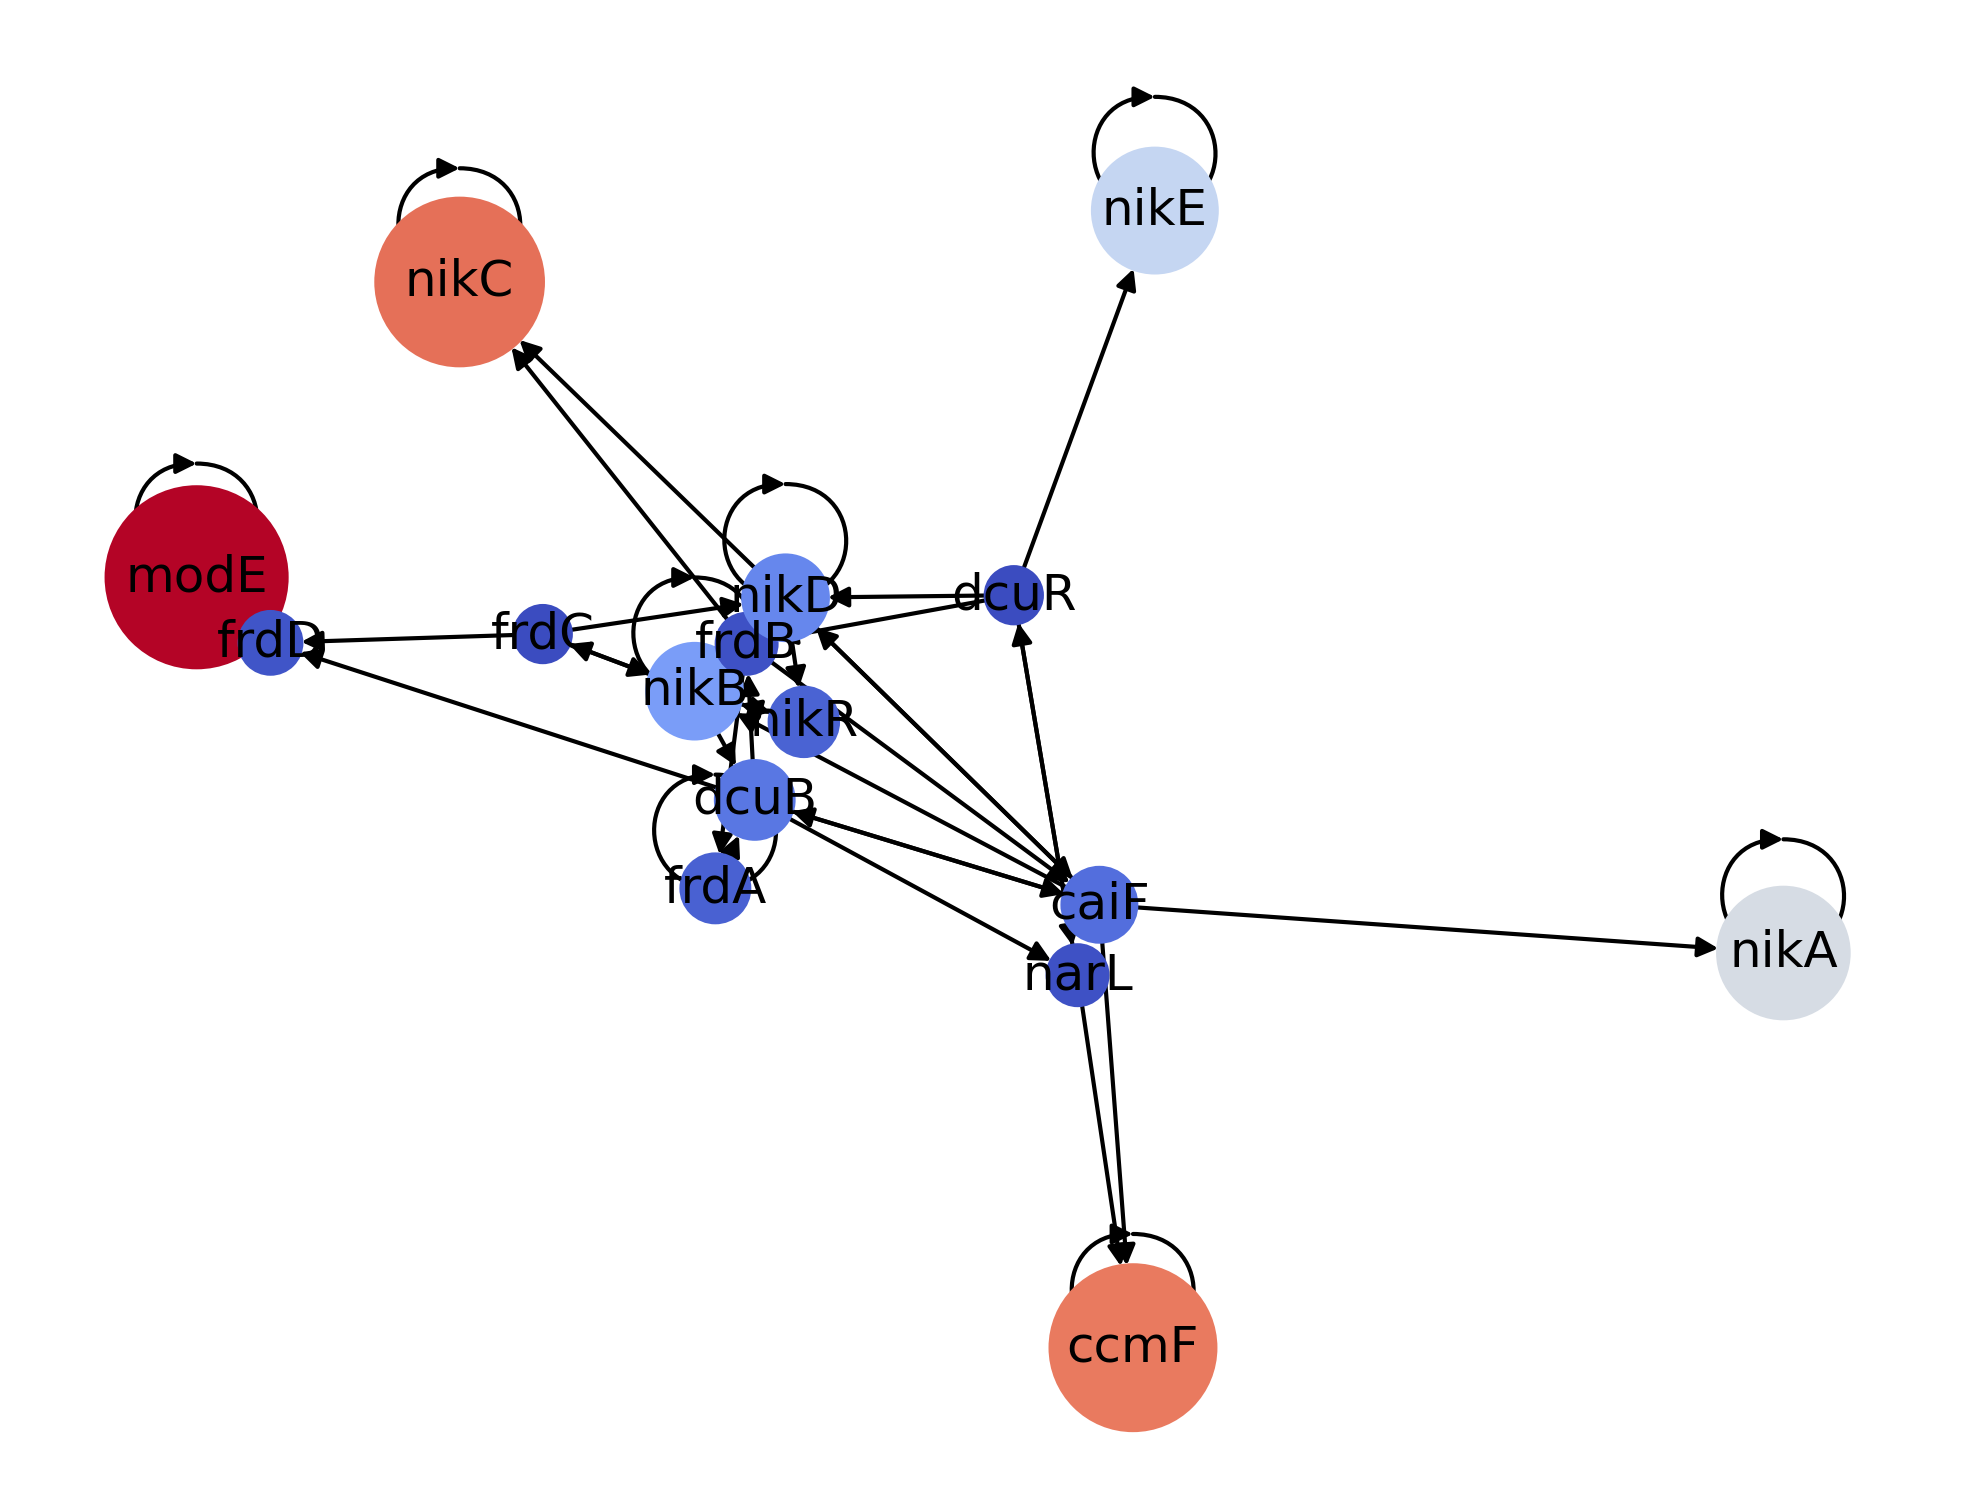 nikE
nikC
modE
nikD
dcuR
frdD
frdC
frdB
nikB
nikR
dcuB
frdA
caiF
narL
nikA
ccmF